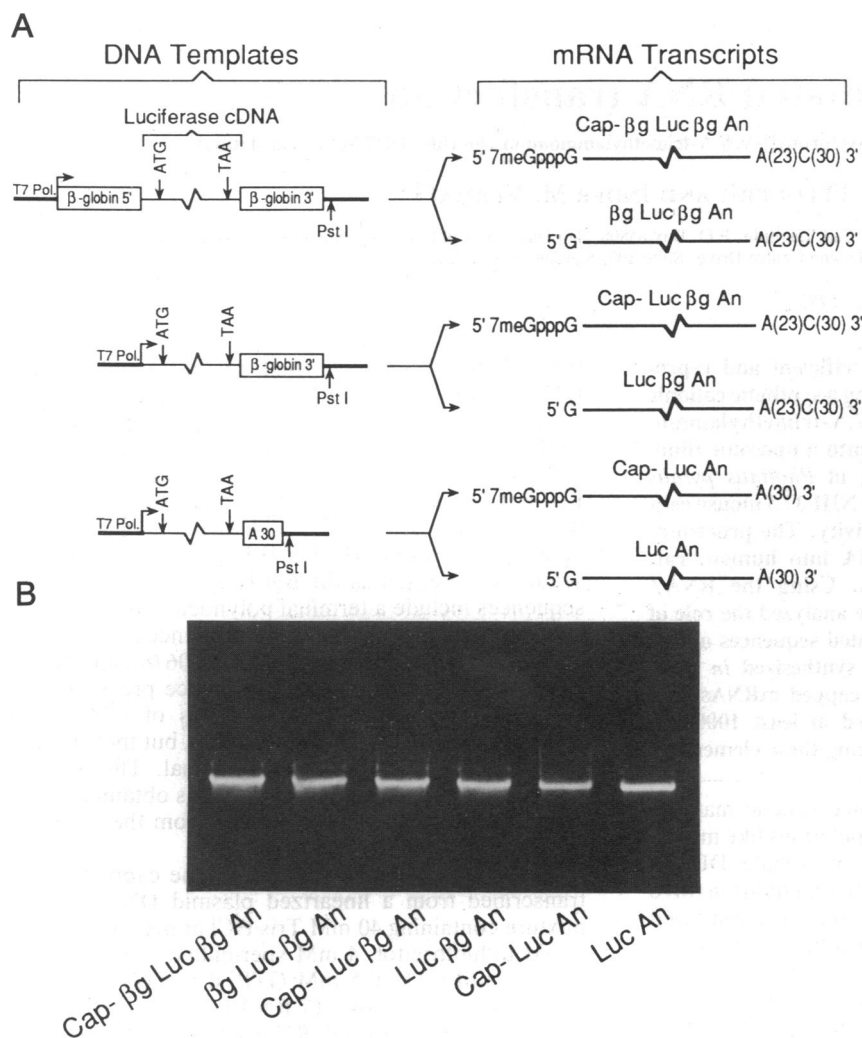 A
DNA Templates
mRNA Transcripts
Luciferase cDNA
ATG
TAA
T7 Pol.
β-globin 5'
β-globin 3'
Pst I
Cap- βg Luc βg An
5' 7meGpppG
A(23)C(30) 3'
βg Luc βg An
5' G
A(23)C(30) 3'
ATG
TAA
T7 Pol.
β-globin 3'
Pst I
Cap- Luc βg An
5' 7meGpppG
A(23)C(30) 3'
Luc βg An
5' G
A(23)C(30) 3'
ATG
TAA
T7 Pol.
A 30
Pst I
Cap- Luc An
5' 7meGpppG
A(30) 3'
Luc An
5' G
A(30) 3'
B
Cap- βg Luc βg An
βg Luc βg An
Cap- Luc βg An
Luc βg An
Cap- Luc An
Luc An